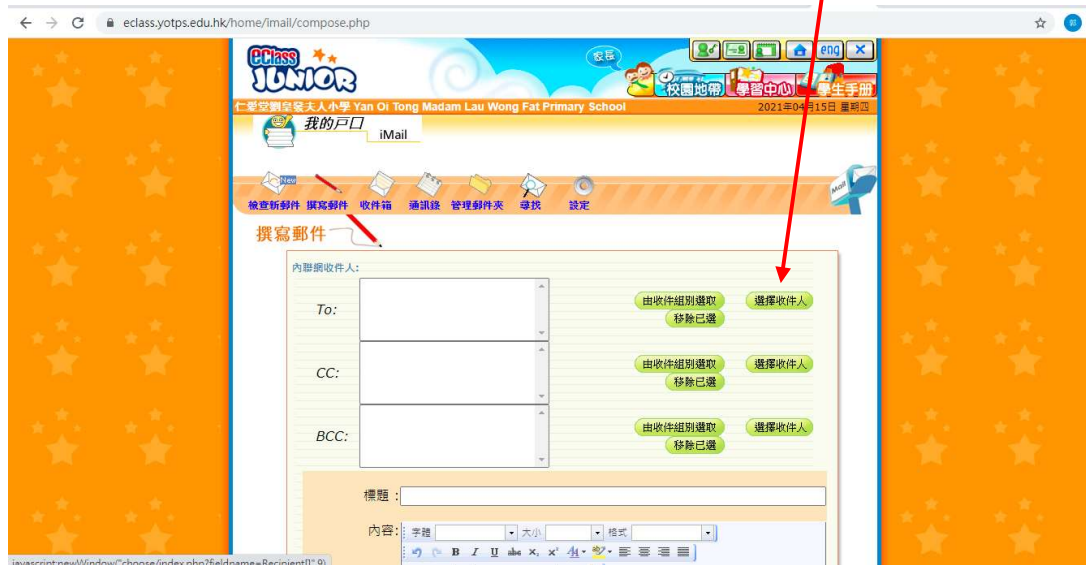 eclass.yotps.edu.hk/home/imail/compose.php
eClass
JUNIOR
家長
eng
校園地帶 學習中心 學生手冊
仁愛堂劉皇發夫人小學 Yan Oi Tong Madam Lau Wong Fat Primary School 2021年04月15日 星期四
我的戶口 iMail
New
Mail
檢查新郵件 撰寫郵件 收件箱 通訊錄 管理郵件夾 尋找 設定
撰寫郵件
內聯網收件人:
To: 由收件組別選取 選擇收件人
移除已選
CC: 由收件組別選取 選擇收件人
移除已選
BCC: 由收件組別選取 選擇收件人
移除已選
標題 :
內容: 字體 大小 格式
B I U abc x₂ x²
javascript:newWindow("choose/index.php?fieldname=Recipient[]",9)